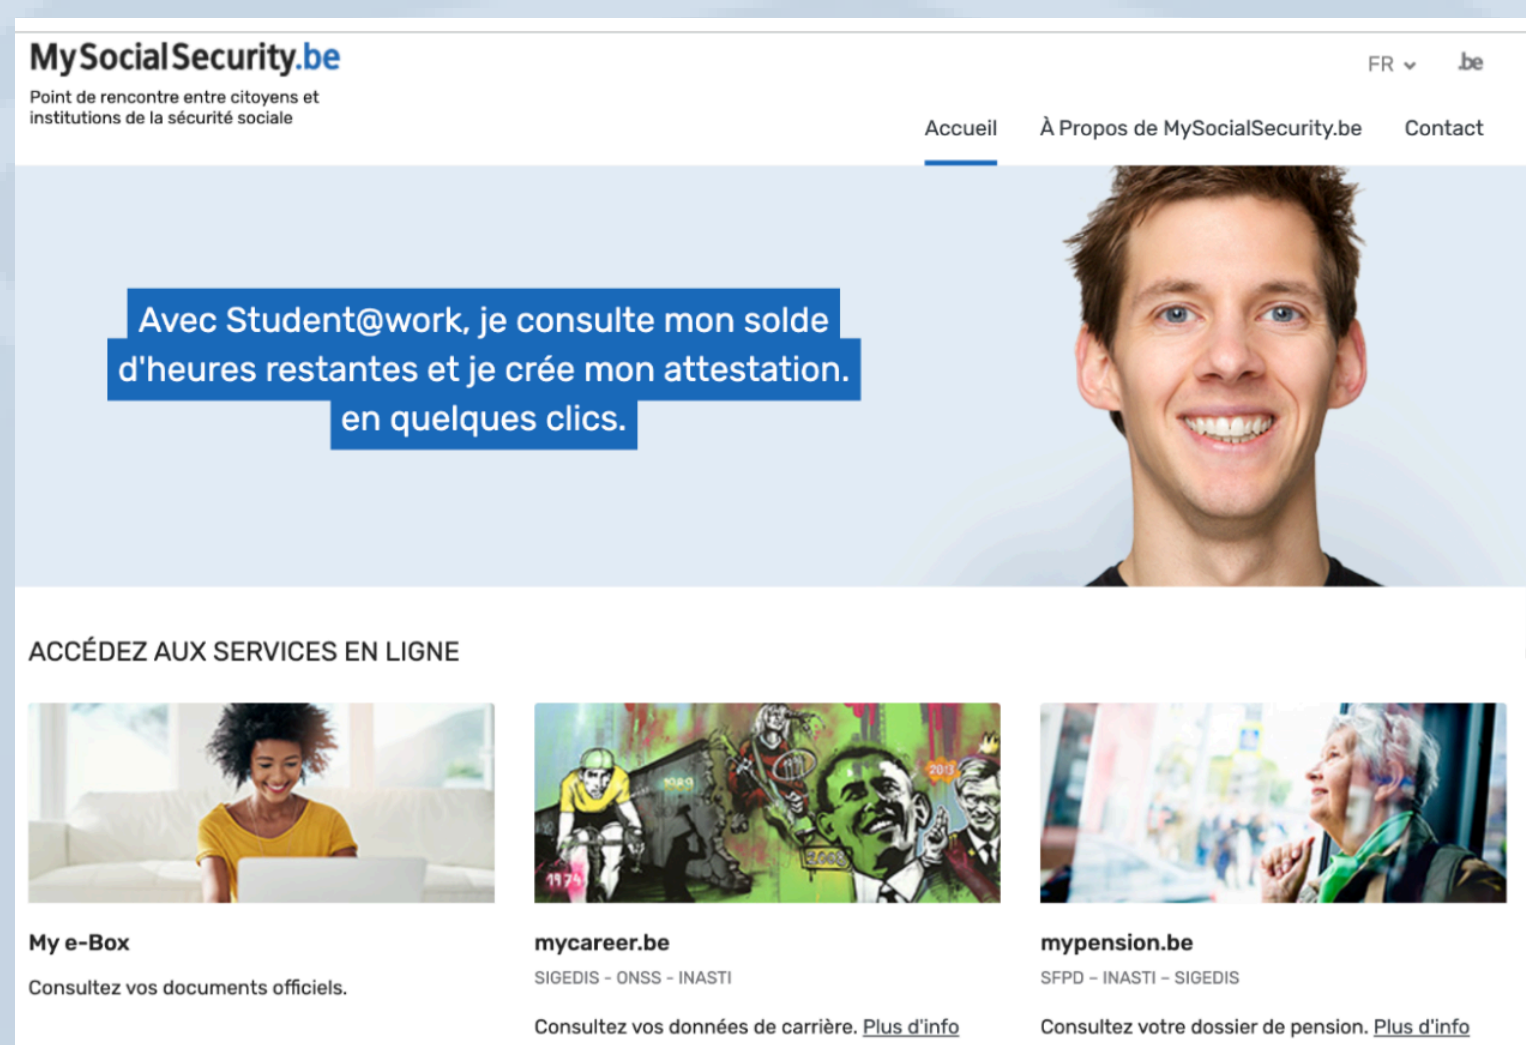 MySocialSecurity.be
Point de rencontre entre citoyens et
institutions de la sécurité sociale
FR
.be
Accueil
À Propos de MySocialSecurity.be
Contact
Avec Student@work, je consulte mon solde
d'heures restantes et je crée mon attestation.
en quelques clics.
ACCÉDEZ AUX SERVICES EN LIGNE
1974
1989
2013
My e-Box
Consultez vos documents officiels.
mycareer.be
SIGEDIS - ONSS - INASTI
Consultez vos données de carrière. Plus d'info
mypension.be
SFPD – INASTI – SIGEDIS
Consultez votre dossier de pension. Plus d'info